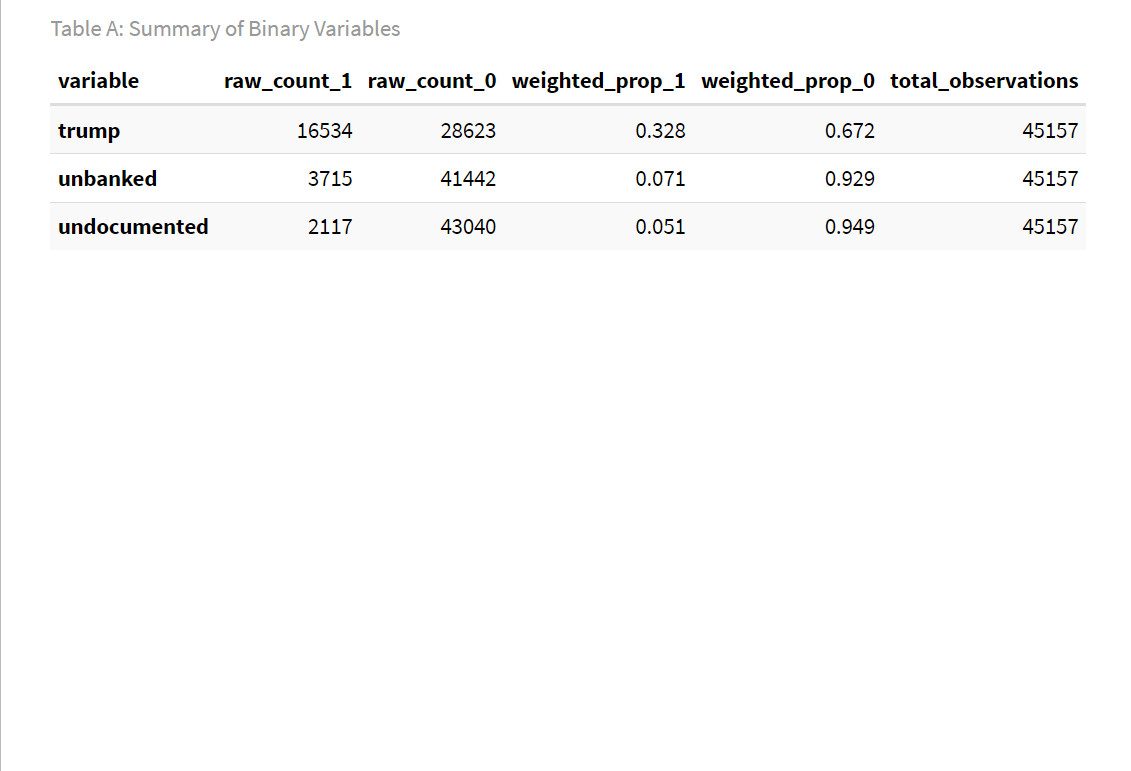 Table A: Summary of Binary Variables
variable raw_count_1 raw_count_0 weighted_prop_1 weighted_prop_0 total_observations
trump 16534 28623 0.328 0.672 45157
unbanked 3715 41442 0.071 0.929 45157
undocumented 2117 43040 0.051 0.949 45157